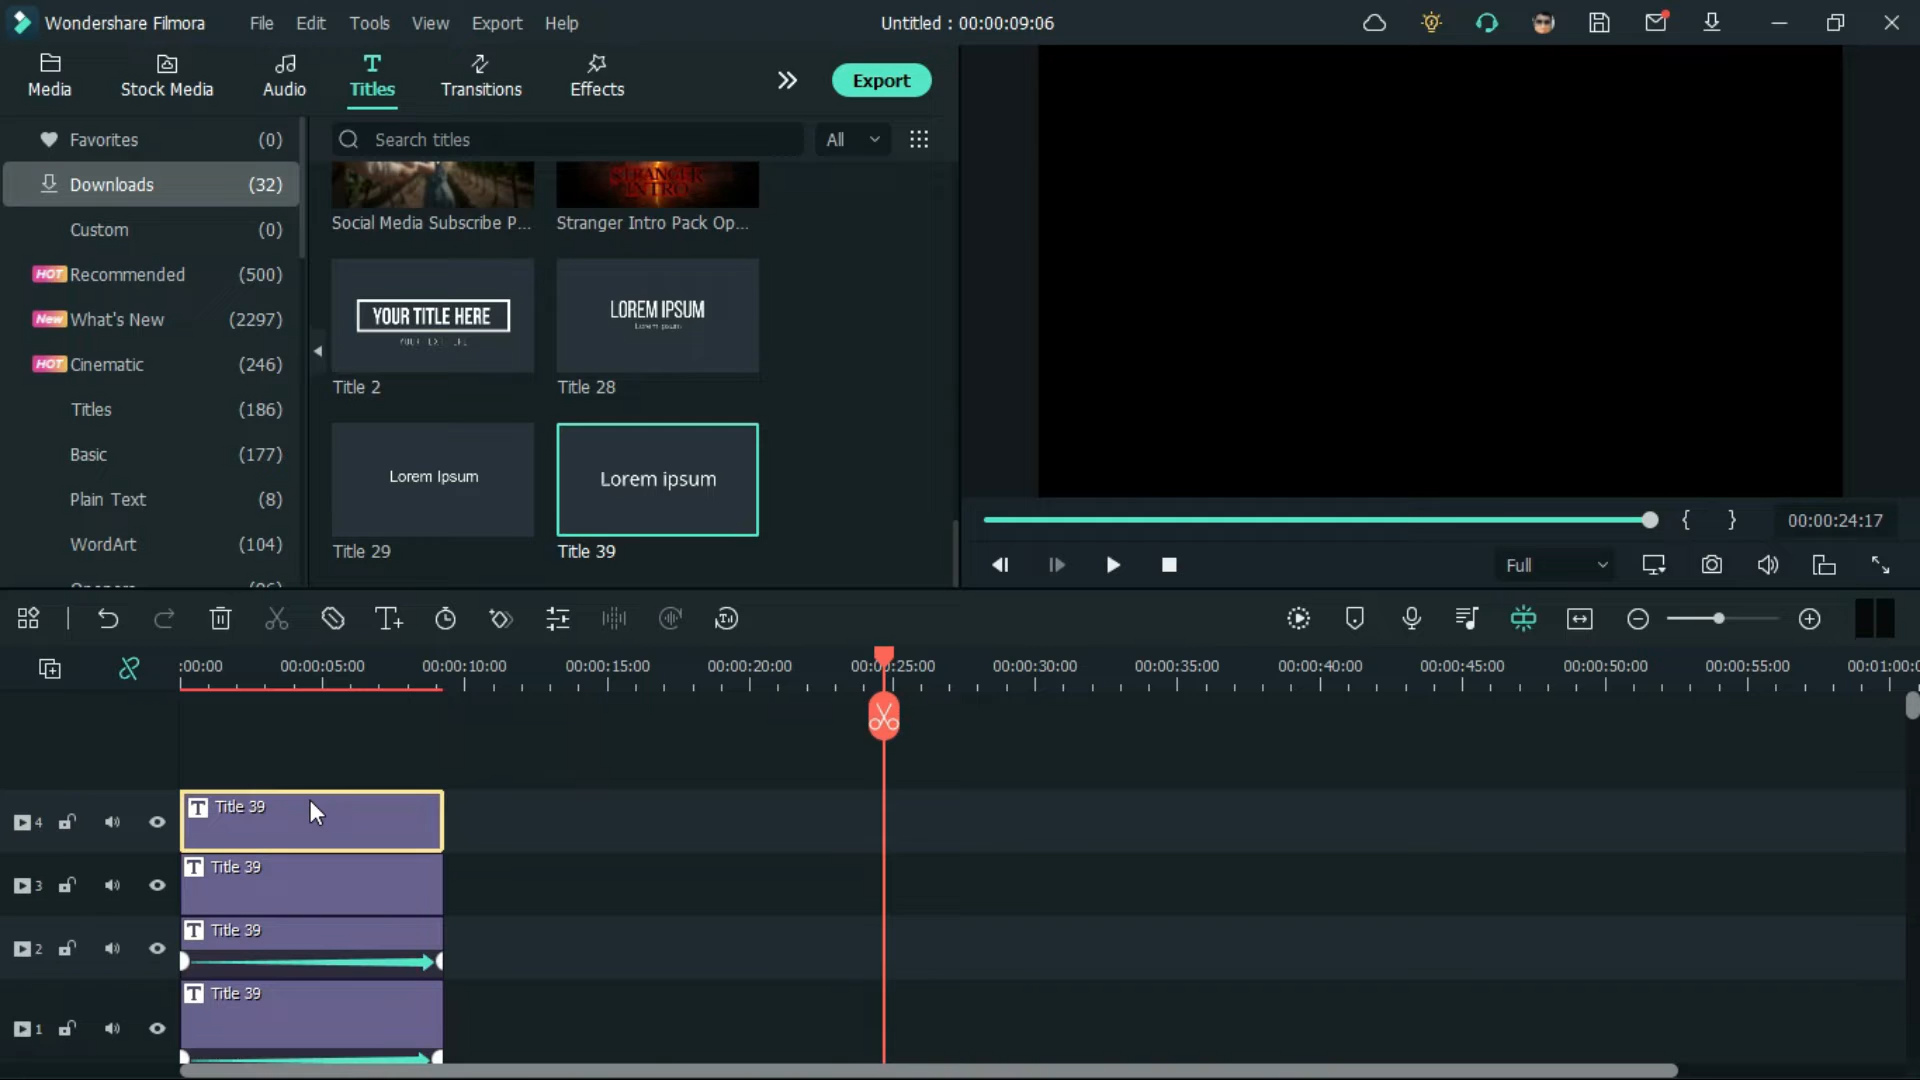 Wondershare Filmora File Edit Tools View Export Help Untitled : 00:00:09:06
Media Stock Media Audio Titles Transitions Effects Export
Favorites (0) Search titles All
Downloads (32)
STRANGER
INTRO
Custom (0) Social Media Subscribe P... Stranger Intro Pack Op...
HOT Recommended (500)
New What's New (2297)
YOUR TITLE HERE LOREM IPSUM
Lorem ipsum
HOT Cinematic (246)
Title 2 Title 28
Titles (186)
Basic (177)
Lorem Ipsum Lorem ipsum
Plain Text (8)
WordArt (104)
Title 29 Title 39
{ } 00:00:24:17
Full
:00:00 00:00:05:00 00:00:10:00 00:00:15:00 00:00:20:00 00:00:25:00 00:00:30:00 00:00:35:00 00:00:40:00 00:00:45:00 00:00:50:00 00:00:55:00 00:01:00:0
4 T Title 39
3 T Title 39
2 T Title 39
1 T Title 39